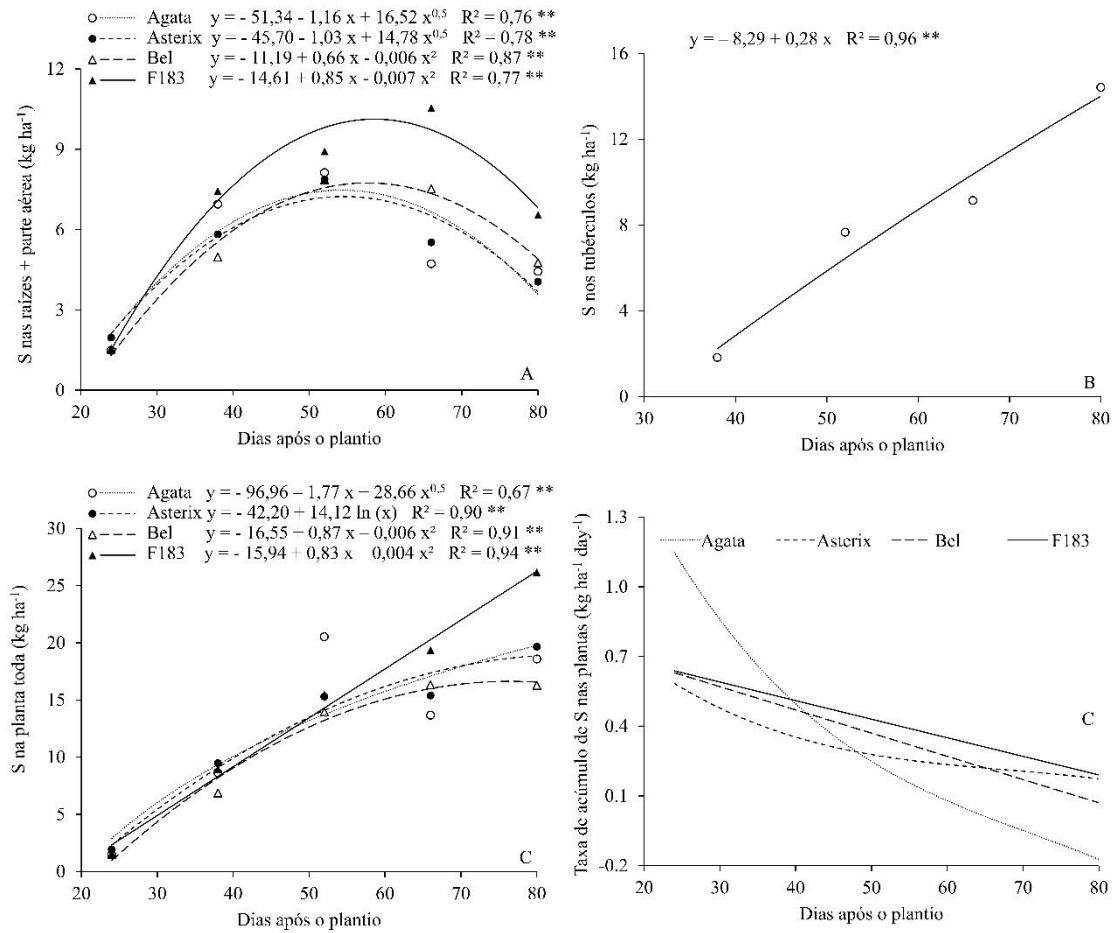 Agata y = - 51,34 - 1,16 x + 16,52 x^0,5 R² = 0,76 **
Asterix y = -45,70 - 1,03 x + 14,78 x^0,5 R² = 0,78 **
Bel y = - 11,19 + 0,66 x - 0,006 x² R² = 0,87 **
F183 y = - 14,61 + 0,85 x - 0,007 x² R² = 0,77 **
12
9
6
3
0
S nas raízes + parte aérea (kg ha⁻¹)
A
20 30 40 50 60 70 80
Dias após o plantio
y = − 8,29 + 0,28 x R² = 0,96 **
16
12
8
4
0
S nos tubérculos (kg ha⁻¹)
B
30 40 50 60 70 80
Dias após o plantio
Agata y = - 96,96 – 1,77 x – 28,66 x^0,5 R² = 0,67 **
Asterix y = - 42,20 + 14,12 ln (x) R² = 0,90 **
Bel y = - 16,55 + 0,87 x – 0,006 x² R² = 0,91 **
F183 y = - 15,94 + 0,83 x 0,004 x² R² = 0,94 **
30
25
20
15
10
5
0
S na planta toda (kg ha⁻¹)
C
20 30 40 50 60 70 80
Dias após o plantio
1.3
1.0
0.7
0.4
0.1
-0.2
Agata Asterix Bel F183
Taxa de acúmulo de S nas plantas (kg ha⁻¹ day⁻¹)
C
20 30 40 50 60 70 80
Dias após o plantio